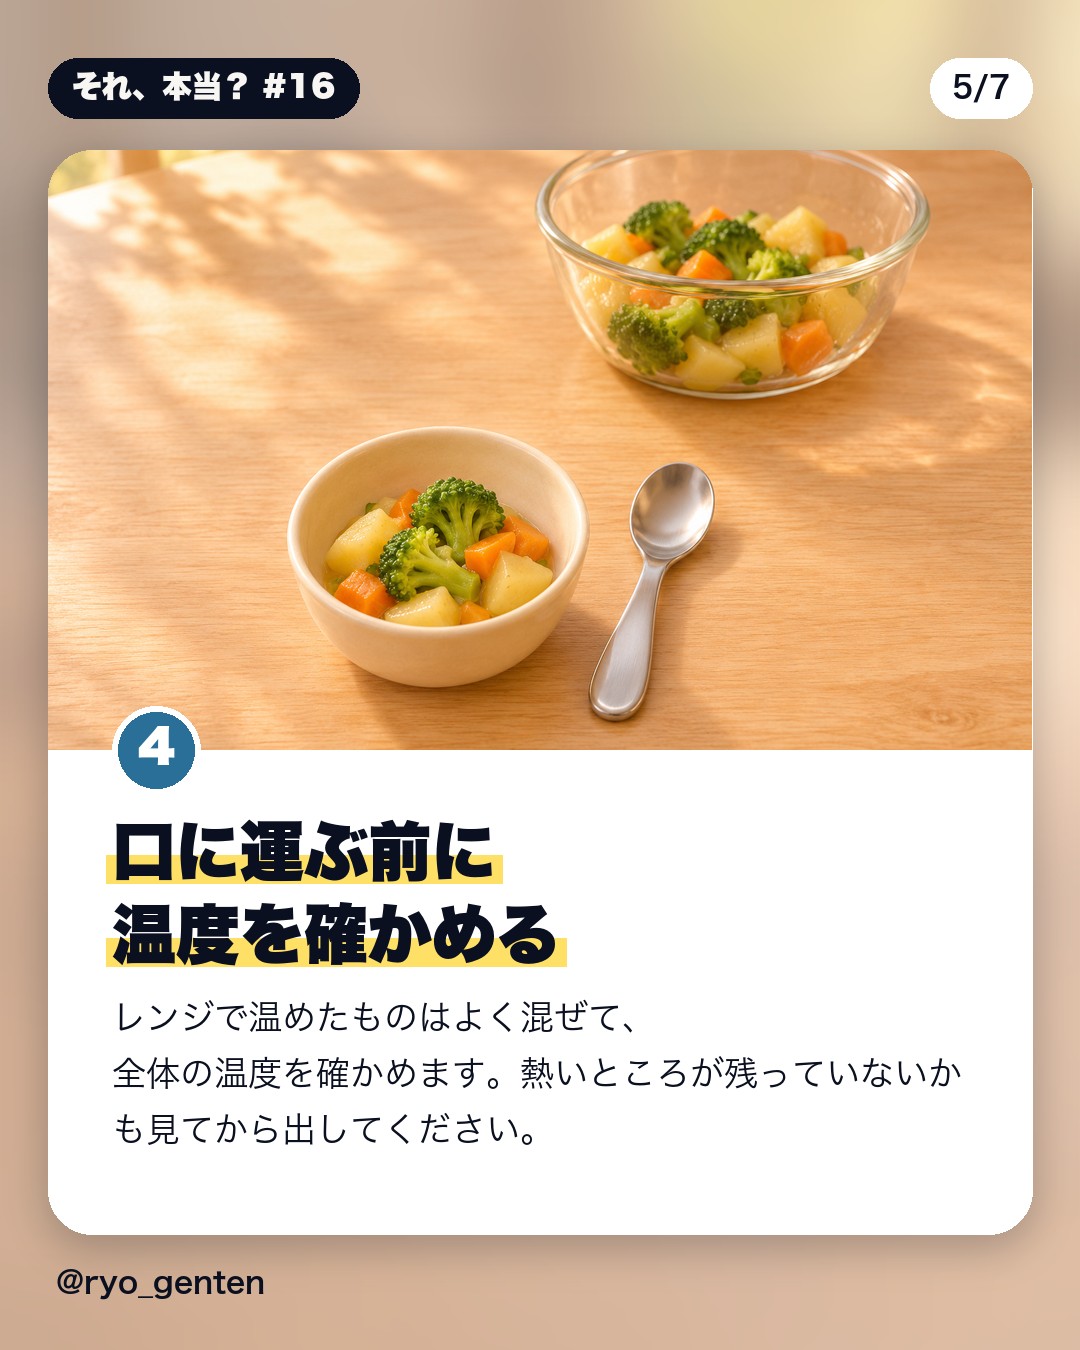 それ、本当？ #16
5/7
4
口に運ぶ前に
温度を確かめる
レンジで温めたものはよく混ぜて、
全体の温度を確かめます。熱いところが残っていないか
も見てから出してください。
@ryo_genten